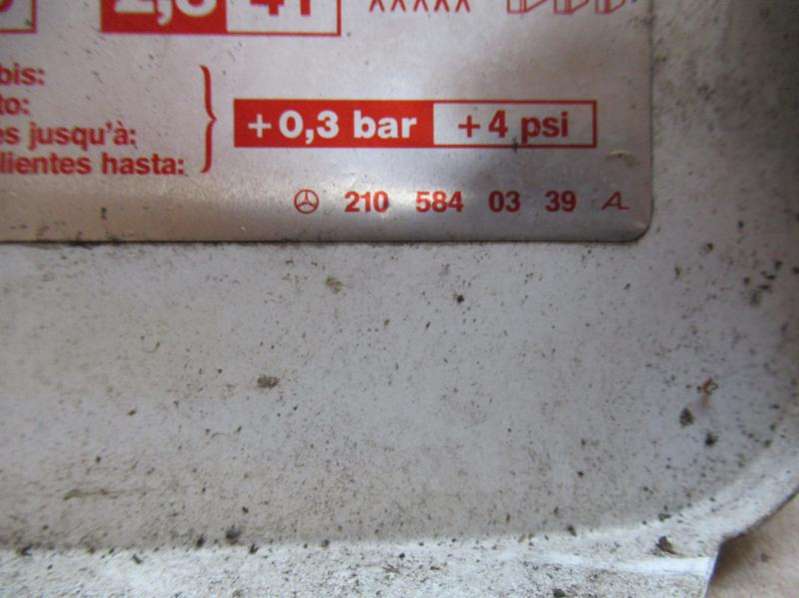 bis:
to:
es jusqu'à:
lientes hasta:
+0,3 bar +4 psi
210 584 03 39 A